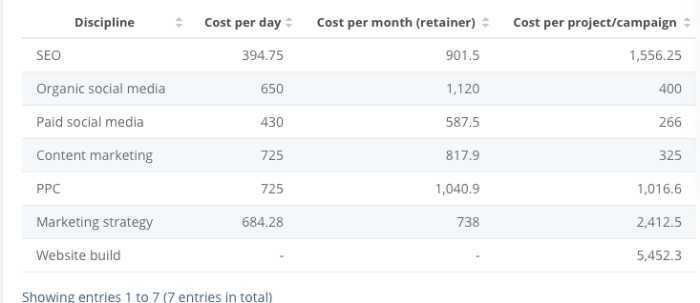 Discipline Cost per day Cost per month (retainer) Cost per project/campaign
SEO 394.75 901.5 1,556.25
Organic social media 650 1,120 400
Paid social media 430 587.5 266
Content marketing 725 817.9 325
PPC 725 1,040.9 1,016.6
Marketing strategy 684.28 738 2,412.5
Website build - - 5,452.3
Showing entries 1 to 7 (7 entries in total)